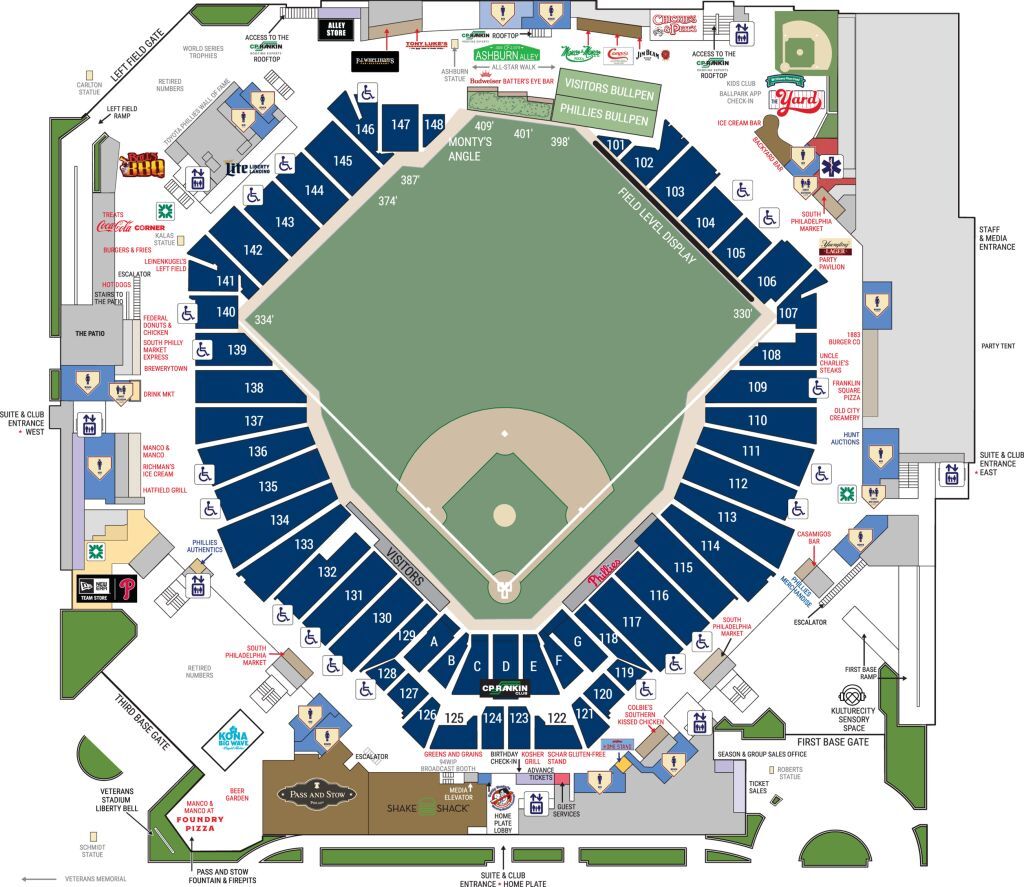 ALLEY
STORE
ACCESS TO THE
CP RANKIN
ROOFTOP
WORLD SERIES
TROPHIES
LEFT FIELD GATE
CARLTON
STATUE
RETIRED
NUMBERS
LEFT FIELD
RAMP
TOYOTA PHILLIES WALL OF FAME
P.J. WHELIHAN'S
TONY LUKE'S
ASHBURN
STATUE
CP RANKIN
ROOFTOP
ASHBURN ALLEY
ALL-STAR WALK
Budweiser BATTER'S EYE BAR
JIM BEAM
CHICKIE'S
& PETE'S
ACCESS TO THE
CP RANKIN
ROOFTOP
KIDS CLUB
BALLPARK APP
CHECK-IN
THE Yard
ICE CREAM BAR
BACKYARD BAR
VISITORS BULLPEN
PHILLIES BULLPEN
409'
401'
398'
MONTY'S
ANGLE
387'
374'
334'
330'
FIELD LEVEL DISPLAY
Bull's
BBQ
Lite LIBERTY
LANDING
TREATS
Coca-Cola CORNER
KALAS
STATUE
BURGERS & FRIES
LEINENKUGEL'S
LEFT FIELD
ESCALATOR
HOT DOGS
STAIRS TO
THE PATIO
THE PATIO
FEDERAL
DONUTS &
CHICKEN
SOUTH PHILLY
MARKET
EXPRESS
BREWERYTOWN
DRINK MKT
SUITE & CLUB
ENTRANCE
WEST
MANCO &
MANCO
RICHMAN'S
ICE CREAM
HATFIELD GRILL
PHILLIES
AUTHENTICS
NEW ERA
TEAM STORE
SOUTH
PHILADELPHIA
MARKET
Yuengling
LAGER
PARTY
PAVILION
STAFF
& MEDIA
ENTRANCE
PARTY TENT
1883
BURGER CO
UNCLE
CHARLIE'S
STEAKS
FRANKLIN
SQUARE
PIZZA
OLD CITY
CREAMERY
HUNT
AUCTIONS
SUITE & CLUB
ENTRANCE
EAST
CASAMIGOS
BAR
PHILLIES
MERCHANDISE
ESCALATOR
101
102
103
104
105
106
107
108
109
110
111
112
113
114
115
116
117
118
119
120
121
122
123
124
125
126
127
128
129
130
131
132
133
134
135
136
137
138
139
140
141
142
143
144
145
146
147
148
A
B
C
D
E
F
G
VISITORS
Phillies
CP RANKIN
CLUB
SOUTH
PHILADELPHIA
MARKET
RETIRED
NUMBERS
THIRD BASE GATE
KONA
BIG WAVE
ESCALATOR
PASS AND STOW
SHAKE SHACK
GREENS AND GRAINS
94WIP
BROADCAST BOOTH
MEDIA
ELEVATOR
BIRTHDAY
CHECK-IN
KOSHER
GRILL
SCHAR GLUTEN-FREE
STAND
ADVANCE
TICKETS
GUEST
SERVICES
HOME
PLATE
LOBBY
COLBIE'S
SOUTHERN
KISSED CHICKEN
SOUTH
PHILADELPHIA
MARKET
FIRST BASE
RAMP
KULTURECITY
SENSORY
SPACE
FIRST BASE GATE
SEASON & GROUP SALES OFFICE
ROBERTS
STATUE
TICKET
SALES
VETERANS
STADIUM
LIBERTY BELL
BEER
GARDEN
MANCO &
MANCO AT
FOUNDRY
PIZZA
SCHMIDT
STATUE
PASS AND STOW
FOUNTAIN & FIREPITS
VETERANS MEMORIAL
SUITE & CLUB
ENTRANCE • HOME PLATE